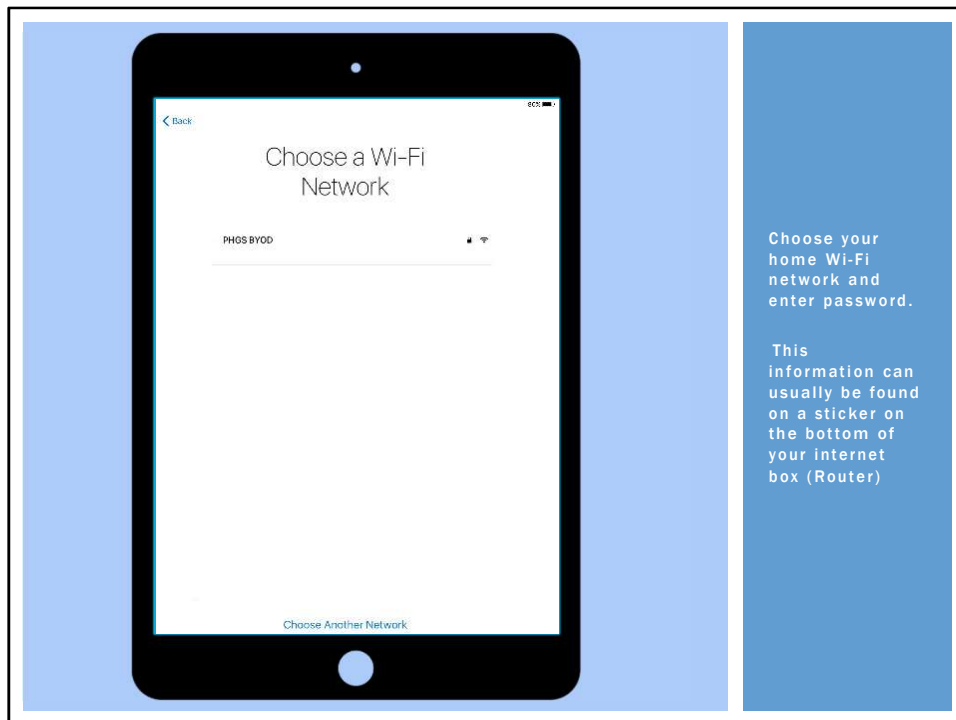 80%
Back
Choose a Wi-Fi
Network
PHGS BYOD
Choose Another Network
Choose your
home Wi-Fi
network and
enter password.
This
information can
usually be found
on a sticker on
the bottom of
your internet
box (Router)